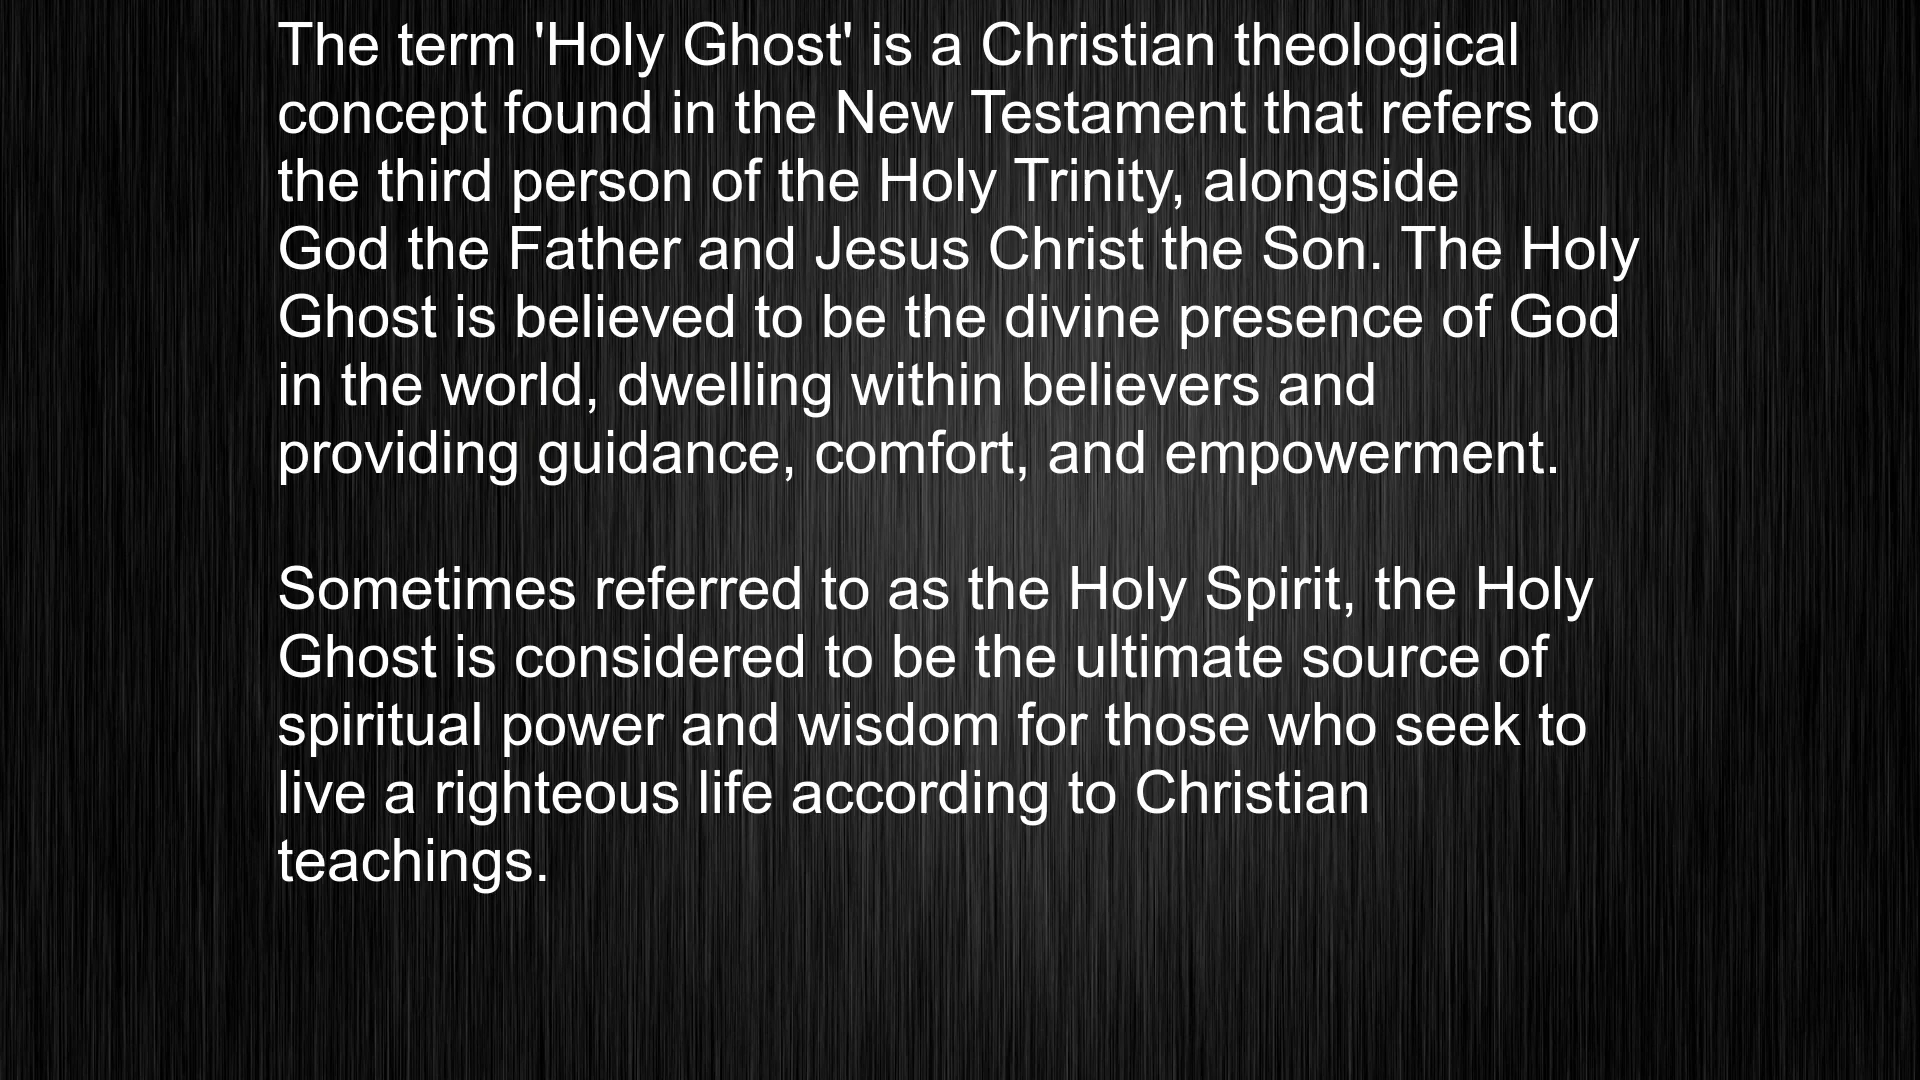 The term 'Holy Ghost' is a Christian theological
concept found in the New Testament that refers to
the third person of the Holy Trinity, alongside
God the Father and Jesus Christ the Son. The Holy
Ghost is believed to be the divine presence of God
in the world, dwelling within believers and
providing guidance, comfort, and empowerment.
Sometimes referred to as the Holy Spirit, the Holy
Ghost is considered to be the ultimate source of
spiritual power and wisdom for those who seek to
live a righteous life according to Christian
teachings.